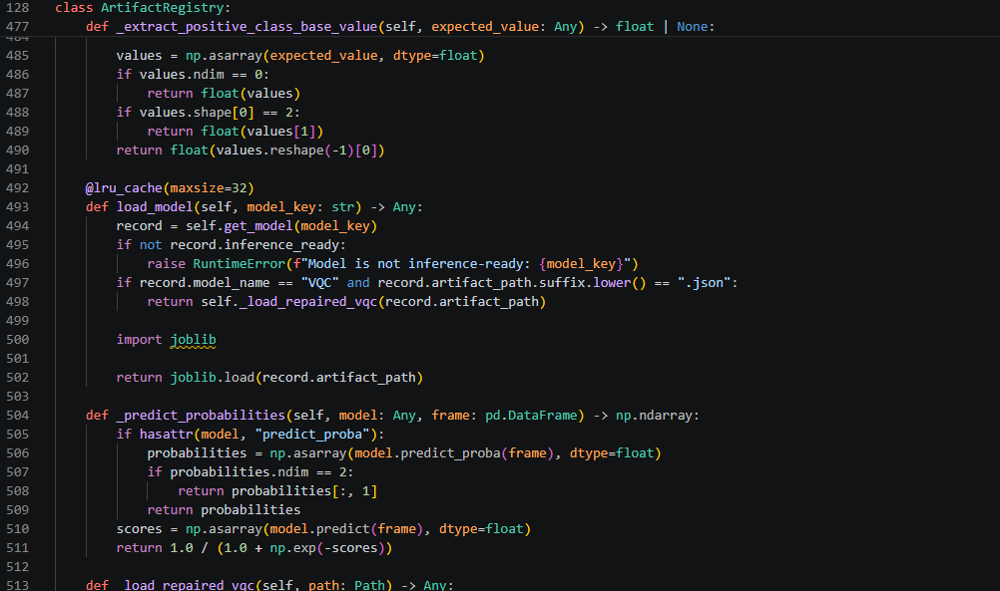 128 class ArtifactRegistry:
477     def _extract_positive_class_base_value(self, expected_value: Any) -> float | None:
484
485         values = np.asarray(expected_value, dtype=float)
486         if values.ndim == 0:
487             return float(values)
488         if values.shape[0] == 2:
489             return float(values[1])
490         return float(values.reshape(-1)[0])
491
492     @lru_cache(maxsize=32)
493     def load_model(self, model_key: str) -> Any:
494         record = self.get_model(model_key)
495         if not record.inference_ready:
496             raise RuntimeError(f"Model is not inference-ready: {model_key}")
497         if record.model_name == "VQC" and record.artifact_path.suffix.lower() == ".json":
498             return self._load_repaired_vqc(record.artifact_path)
499
500         import joblib
501
502         return joblib.load(record.artifact_path)
503
504     def _predict_probabilities(self, model: Any, frame: pd.DataFrame) -> np.ndarray:
505         if hasattr(model, "predict_proba"):
506             probabilities = np.asarray(model.predict_proba(frame), dtype=float)
507             if probabilities.ndim == 2:
508                 return probabilities[:, 1]
509             return probabilities
510         scores = np.asarray(model.predict(frame), dtype=float)
511         return 1.0 / (1.0 + np.exp(-scores))
512
513     def _load_repaired_vqc(self, path: Path) -> Any: